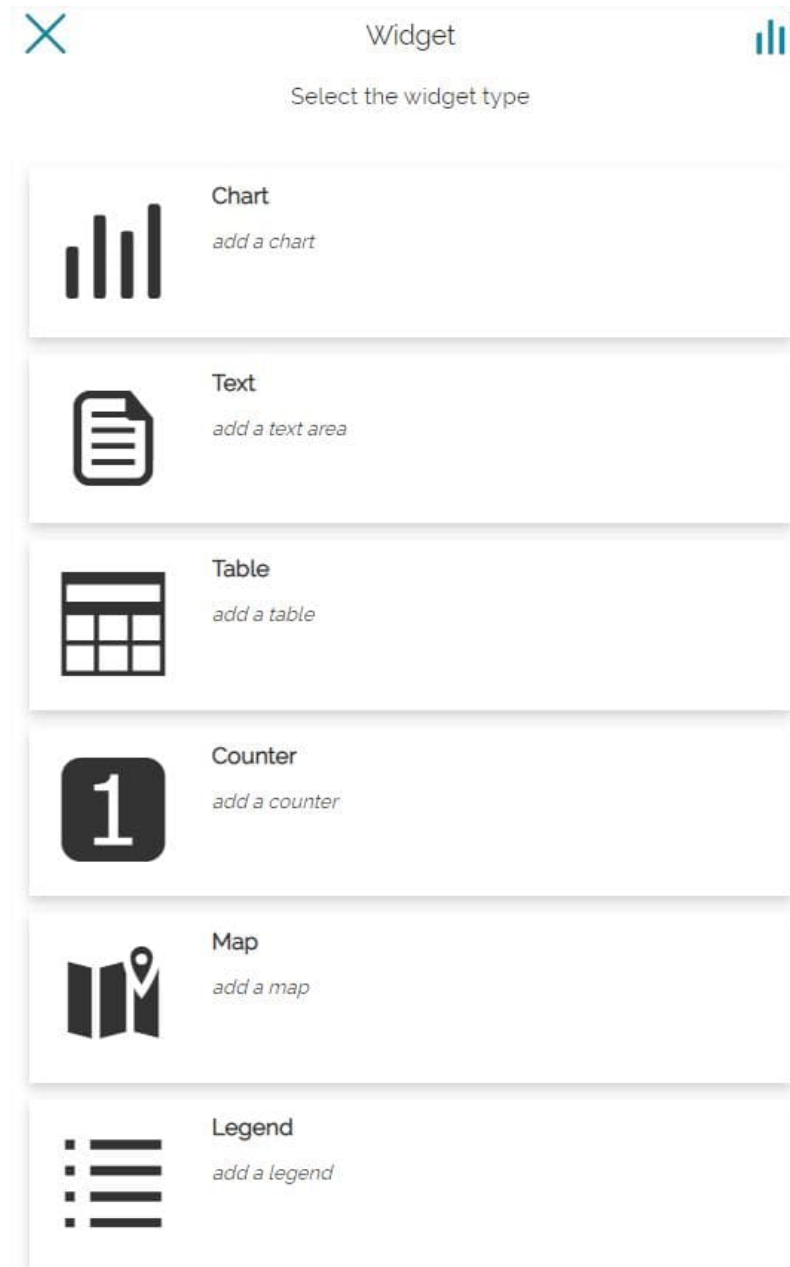 Widget
Select the widget type
Chart
add a chart
Text
add a text area
Table
add a table
1
Counter
add a counter
Map
add a map
Legend
add a legend